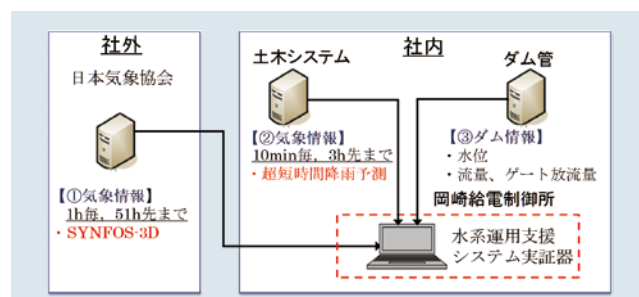 社外
日本気象協会
【①気象情報】
1h毎，51h先まで
・SYNFOS-3D
社内
土木システム
【②気象情報】
10min毎，3h先まで
・超短時間降雨予測
ダム管
【③ダム情報】
・水位
・流量、ゲート放流量
岡崎給電制御所
水系運用支援
システム実証器